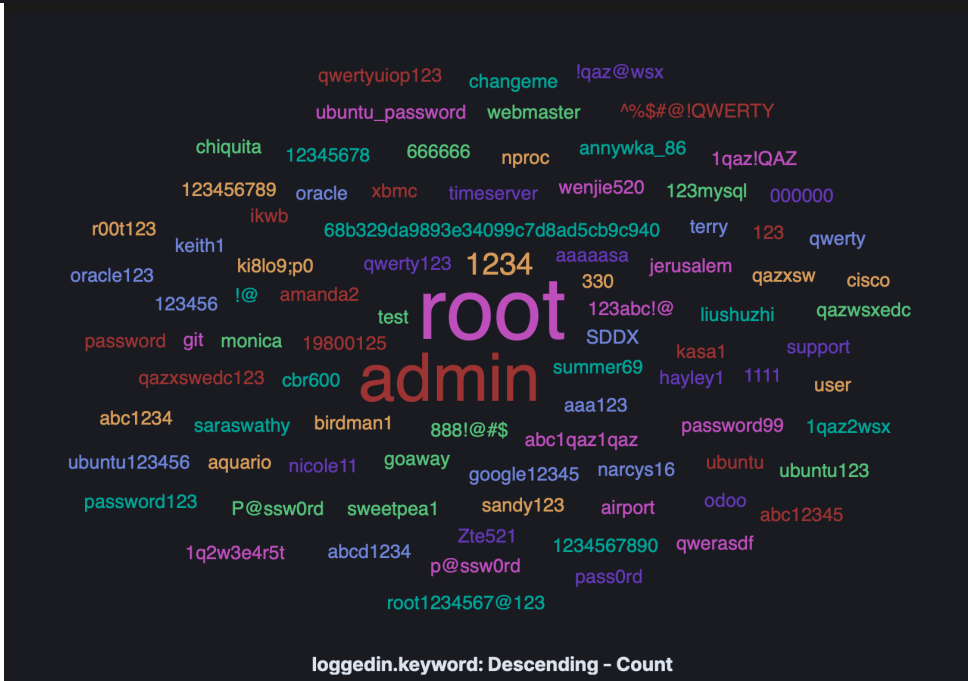 qwertyuiop123 changeme !qaz@wsx
ubuntu_password webmaster ^%$#@!QWERTY
chiquita 12345678 666666 nproc annywka_86 1qaz!QAZ
123456789 oracle xbmc timeserver wenjie520 123mysql 000000
r00t123 ikwb 68b329da9893e34099c7d8ad5cb9c940 terry 123 qwerty
keith1 ki8lo9;p0 qwerty123 1234 aaaaasa jerusalem qazxsw cisco
oracle123 123456 !@ amanda2 330 123abc!@ liushuzhi qazwsxedc
test root SDDX
password git monica 19800125 kasa1 support
qazxswedc123 cbr600 admin summer69 hayley1 1111 user
abc1234 saraswathy birdman1 888!@#$ aaa123 abc1qaz1qaz password99 1qaz2wsx
ubuntu123456 aquario nicole11 goaway google12345 narcys16 ubuntu ubuntu123
password123 P@ssw0rd sweetpea1 sandy123 airport odoo abc12345
1q2w3e4r5t abcd1234 Zte521 1234567890 qwerasdf
p@ssw0rd pass0rd
root1234567@123
loggedin.keyword: Descending - Count